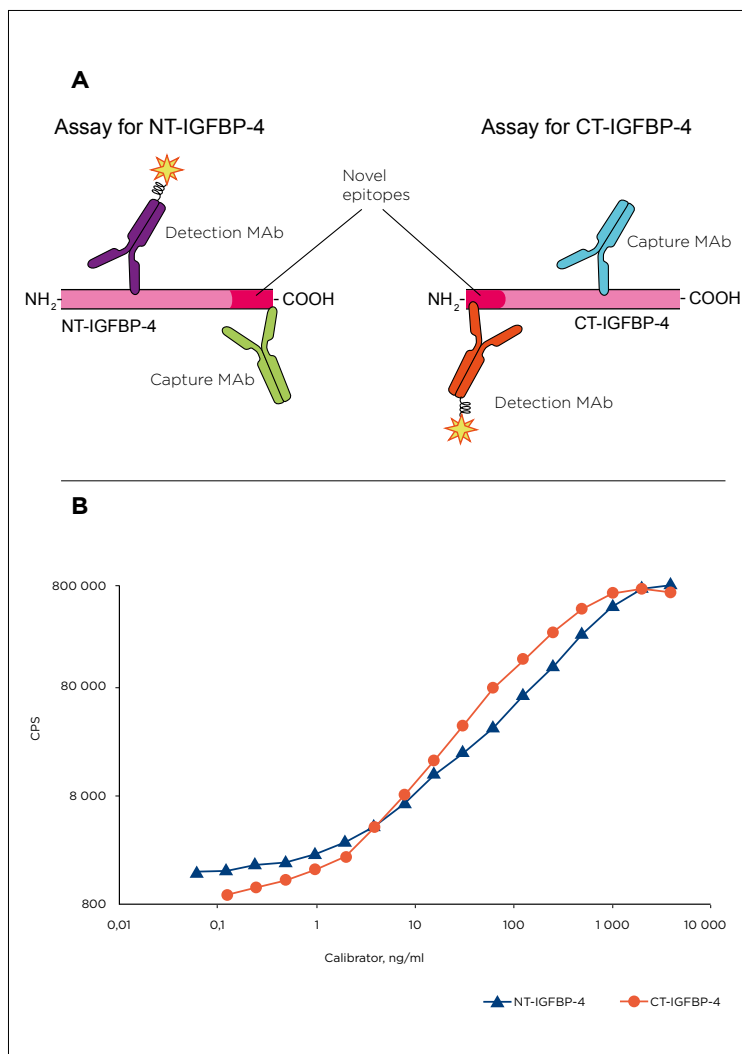 A
Assay for NT-IGFBP-4
Assay for CT-IGFBP-4
Novel
epitopes
Detection MAb
Capture MAb
NH2-
-COOH
NT-IGFBP-4
NH2-
-COOH
CT-IGFBP-4
Capture MAb
Detection MAb
B
800 000
80 000
8 000
800
CPS
0,01
0,1
1
10
100
1 000
10 000
Calibrator, ng/ml
NT-IGFBP-4
CT-IGFBP-4